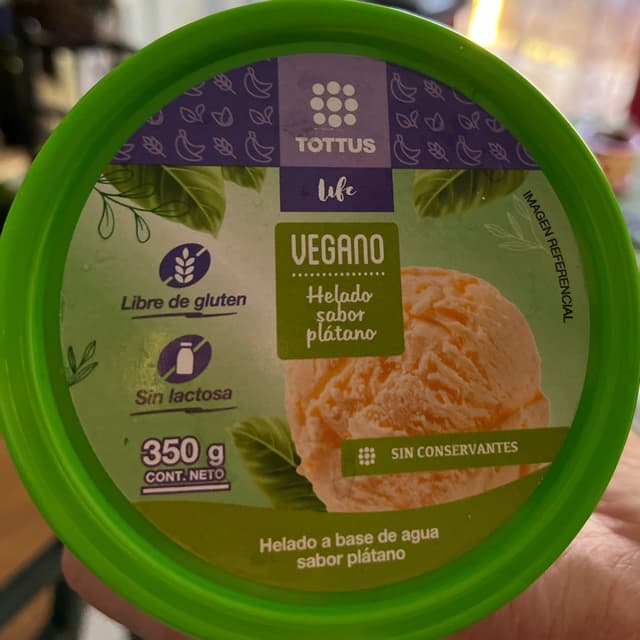 TOTTUS
life
VEGANO
Helado
sabor
plátano
IMAGEN REFERENCIAL
Libre de gluten
Sin lactosa
350 g
CONT. NETO
SIN CONSERVANTES
Helado a base de agua
sabor plátano